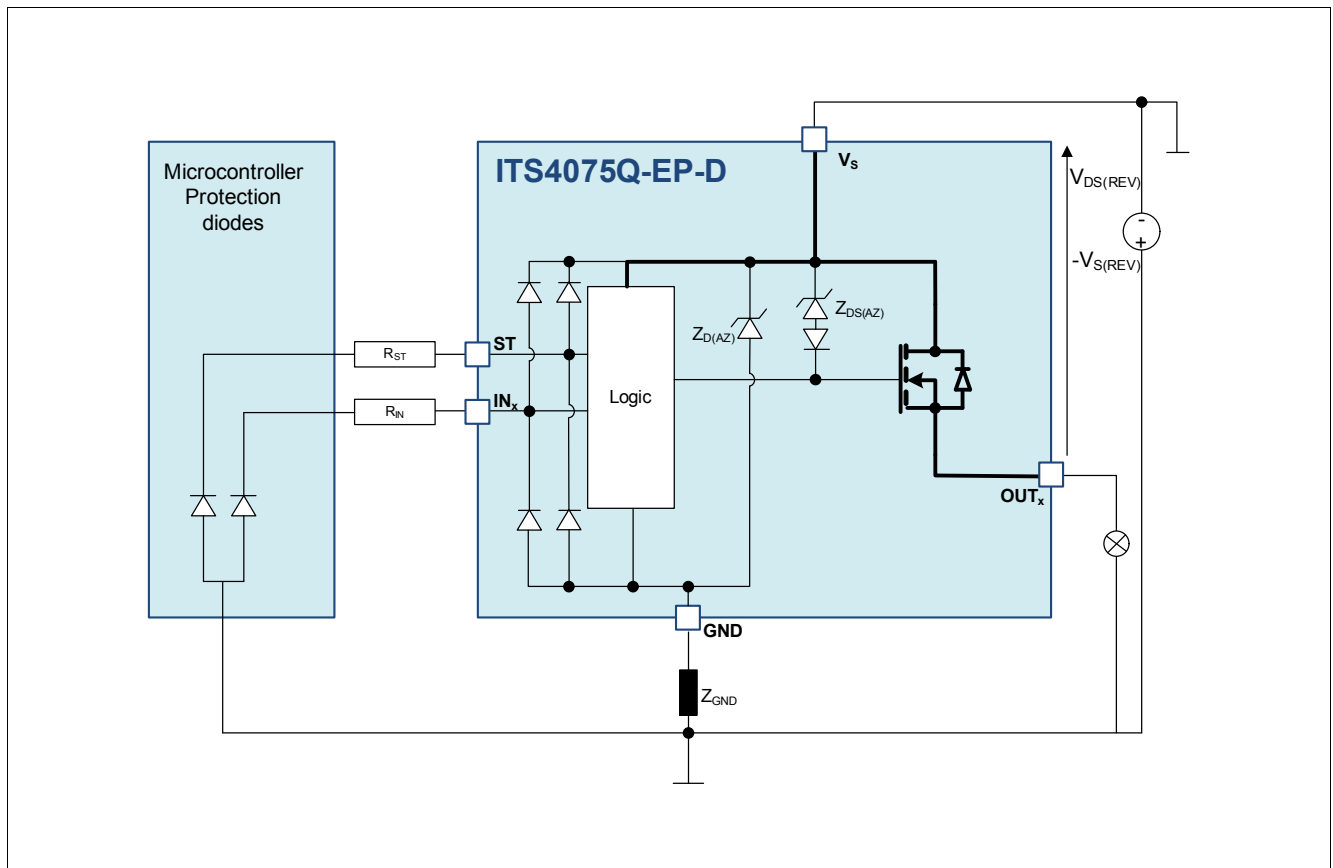 Microcontroller
Protection
diodes
ITS4075Q-EP-D
VS
VDS(REV)
-
+
-VS(REV)
ZDS(AZ)
ZD(AZ)
RST
ST
Logic
RIN
INx
OUTx
GND
ZGND